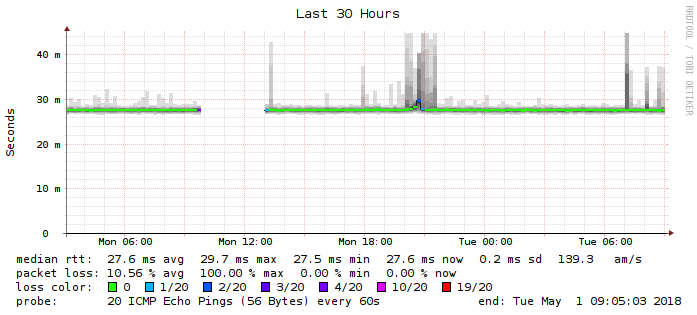 Last 30 Hours
RRDTOOL / TOBI OETIKER
Seconds
40 m
30 m
20 m
10 m
0
Mon 06:00 Mon 12:00 Mon 18:00 Tue 00:00 Tue 06:00
median rtt: 27.6 ms avg 29.7 ms max 27.5 ms min 27.6 ms now 0.2 ms sd 139.3 am/s
packet loss: 10.56 % avg 100.00 % max 0.00 % min 0.00 % now
loss color: 0 1/20 2/20 3/20 4/20 10/20 19/20
probe: 20 ICMP Echo Pings (56 Bytes) every 60s end: Tue May 1 09:05:03 2018